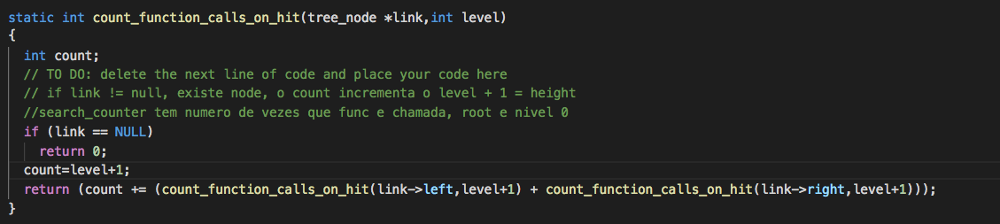 static int count_function_calls_on_hit(tree_node *link,int level)
{
int count;
// TO DO: delete the next line of code and place your code here
// if link != null, existe node, o count incrementa o level + 1 = height
//search_counter tem numero de vezes que func e chamada, root e nivel 0
if (link == NULL)
return 0;
count=level+1;
return (count += (count_function_calls_on_hit(link->left,level+1) + count_function_calls_on_hit(link->right,level+1)));
}